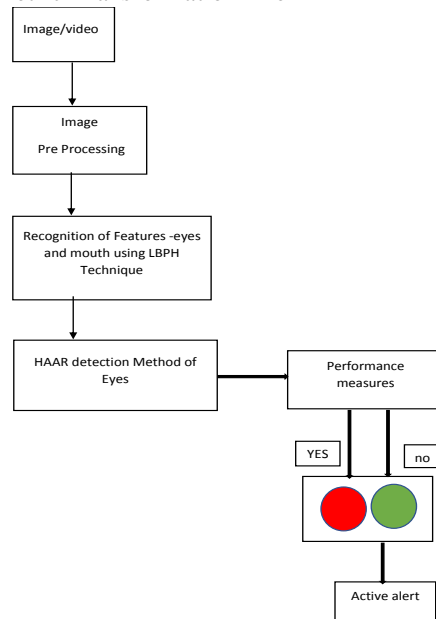 Image/video
Image
Pre Processing
Recognition of Features -eyes
and mouth using LBPH
Technique
HAAR detection Method of
Eyes
Performance
measures
YES
no
Active alert